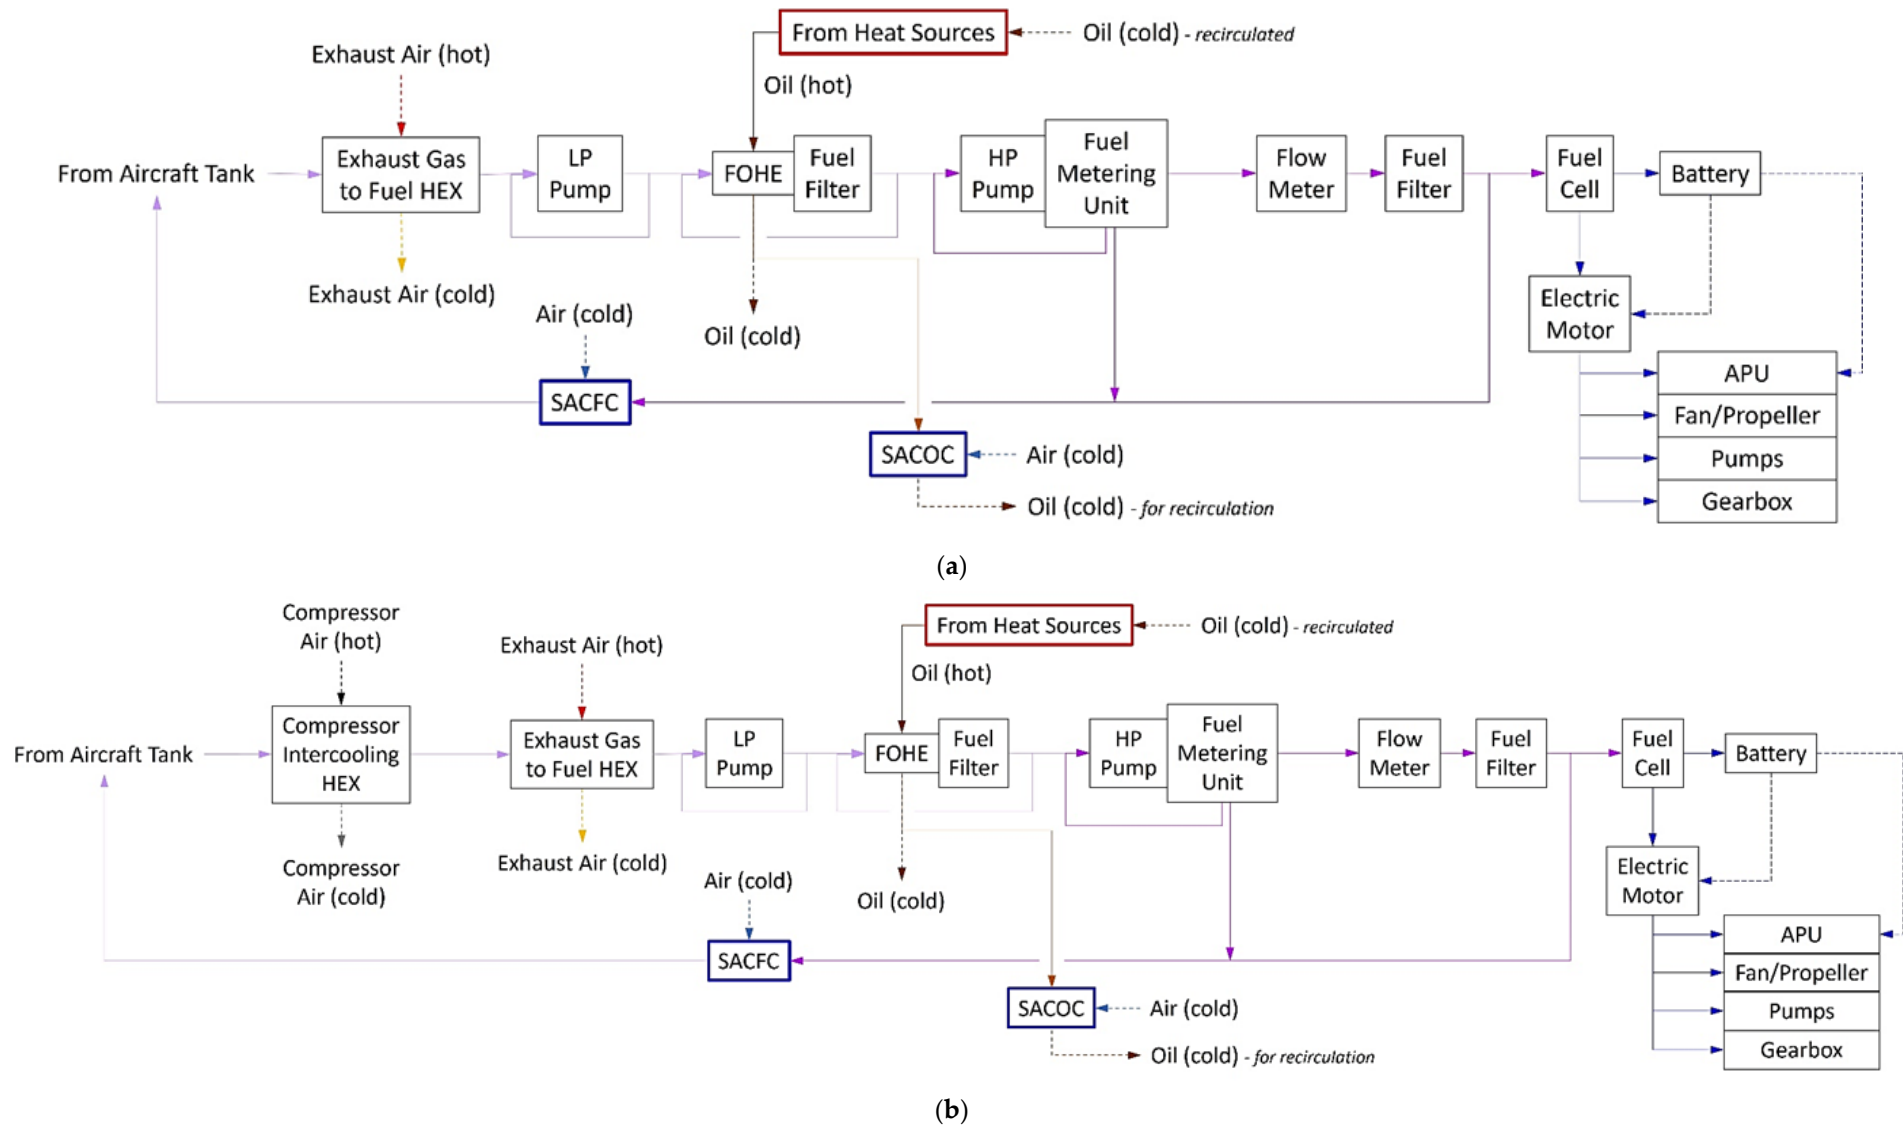 From Heat Sources
Oil (cold) - recirculated
Exhaust Air (hot)
Oil (hot)
From Aircraft Tank
Exhaust Gas
to Fuel HEX
LP
Pump
FOHE
Fuel
Filter
HP
Pump
Fuel
Metering
Unit
Flow
Meter
Fuel
Filter
Fuel
Cell
Battery
Exhaust Air (cold)
Air (cold)
Oil (cold)
Electric
Motor
SACFC
SACOC
Air (cold)
Oil (cold) - for recirculation
APU
Fan/Propeller
Pumps
Gearbox
(a)
Compressor
Air (hot)
Exhaust Air (hot)
From Heat Sources
Oil (cold) - recirculated
Oil (hot)
From Aircraft Tank
Compressor
Intercooling
HEX
Exhaust Gas
to Fuel HEX
LP
Pump
FOHE
Fuel
Filter
HP
Pump
Fuel
Metering
Unit
Flow
Meter
Fuel
Filter
Fuel
Cell
Battery
Compressor
Air (cold)
Exhaust Air (cold)
Air (cold)
Oil (cold)
Electric
Motor
SACFC
SACOC
Air (cold)
Oil (cold) - for recirculation
APU
Fan/Propeller
Pumps
Gearbox
(b)